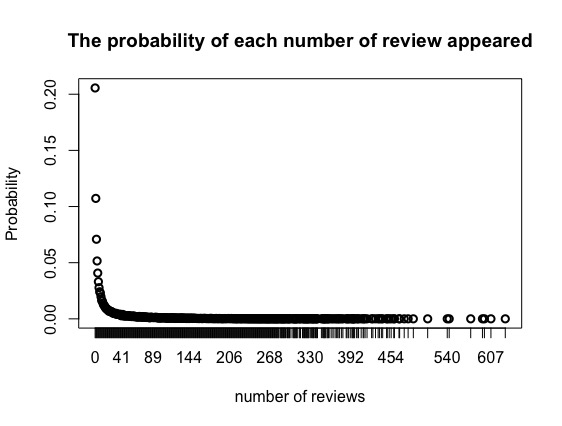 The probability of each number of review appeared
Probability
0.20
0.15
0.10
0.05
0.00
0 41 89 144 206 268 330 392 454 540 607
number of reviews